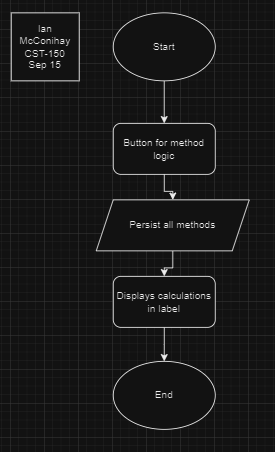 Ian
McConihay
CST-150
Sep 15
Start
Button for method
logic
Persist all methods
Displays calculations
in label
End